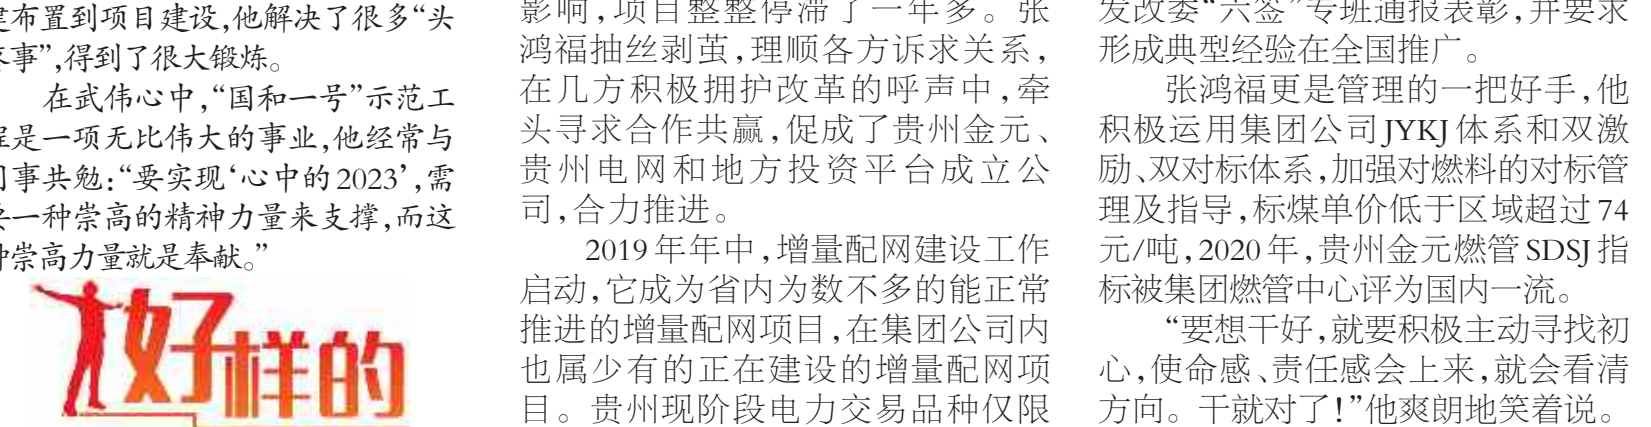 建布置到项目建设,他解决了很多“头
疼事”,得到了很大锻炼。
在武伟心中,“国和一号”示范工
程是一项无比伟大的事业,他经常与
同事共勉:“要实现‘心中的2023’,需
要一种崇高的精神力量来支撑,而这
种崇高力量就是奉献。”
好样的
影响,项目整整停滞了一年多。张
鸿福抽丝剥茧,理顺各方诉求关系,
在几方积极拥护改革的呼声中,牵
头寻求合作共赢,促成了贵州金元、
贵州电网和地方投资平台成立公
司,合力推进。
2019年年中,增量配网建设工作
启动,它成为省内为数不多的能正常
推进的增量配网项目,在集团公司内
也属少有的正在建设的增量配网项
目。贵州现阶段电力交易品种仅限
发改委“六签”专班通报表彰,并要求
形成典型经验在全国推广。
张鸿福更是管理的一把好手,他
积极运用集团公司JYKJ体系和双激
励、双对标体系,加强对燃料的对标管
理及指导,标煤单价低于区域超过74
元/吨,2020年,贵州金元燃管SDSJ指
标被集团燃管中心评为国内一流。
“要想干好,就要积极主动寻找初
心,使命感、责任感会上来,就会看清
方向。干就对了!”他爽朗地笑着说。